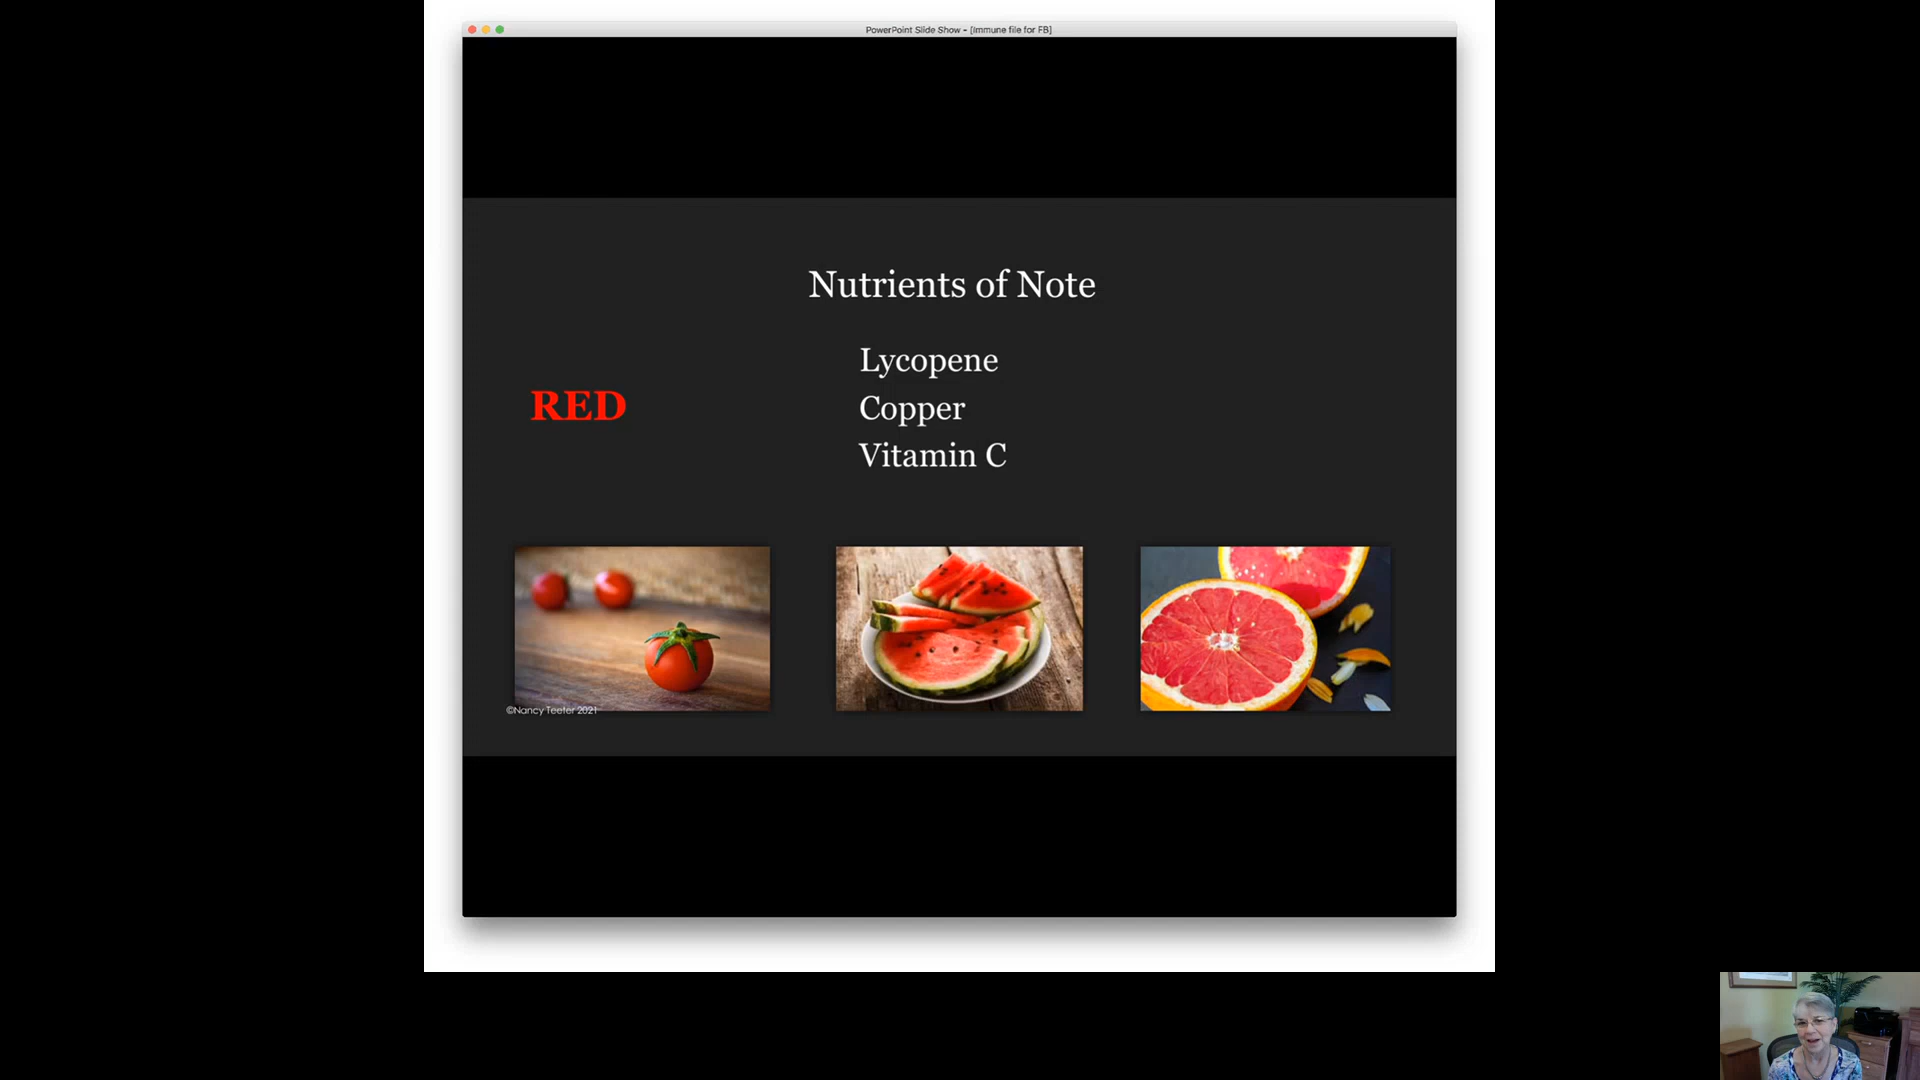 PowerPoint Slide Show - [Immune file for FB]
Nutrients of Note
Lycopene
RED
Copper
Vitamin C
©Nancy Teeter 2021